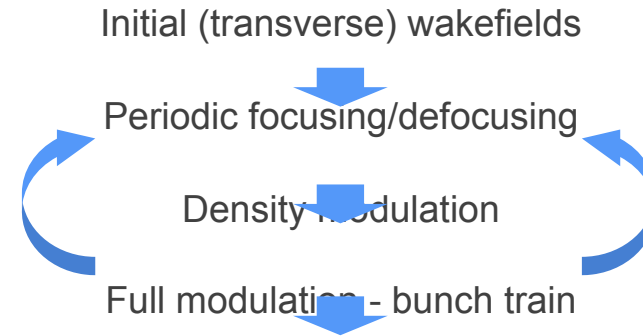 Initial (transverse) wakefields
Periodic focusing/defocusing
Density modulation
Full modulation - bunch train